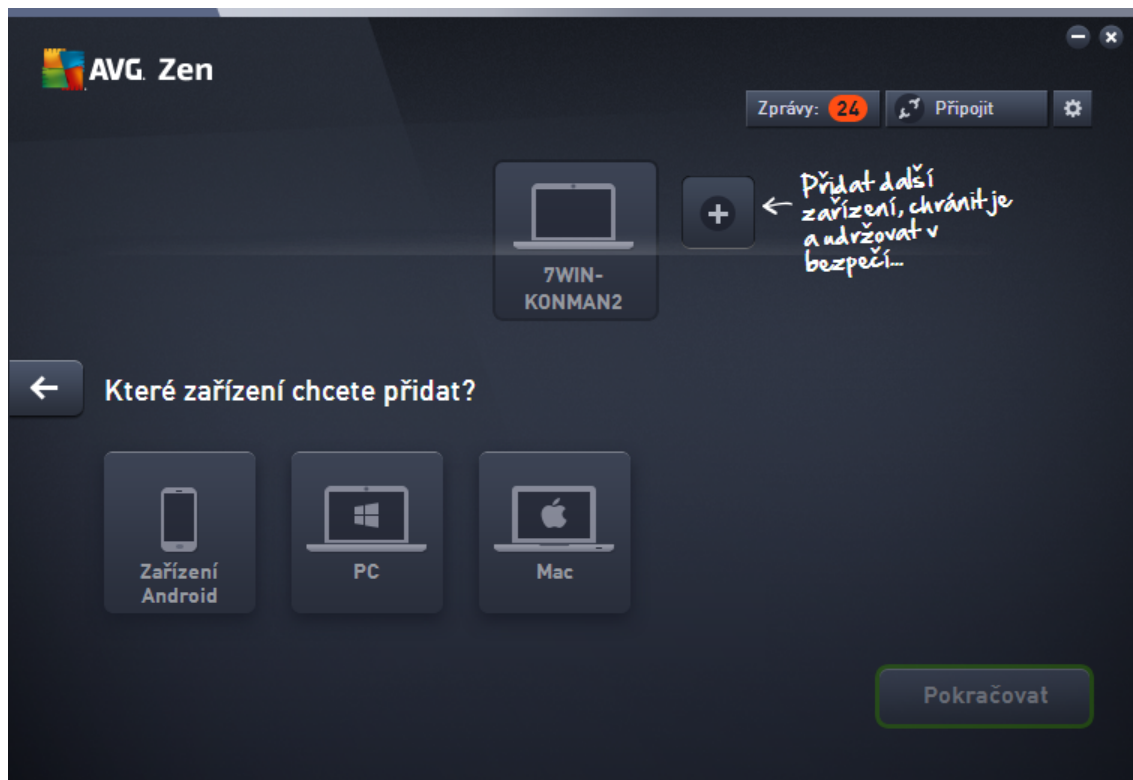 AVG. Zen
Zprávy: 24
Připojit
Přidat další
zařízení, chránit je
a udržovat v
bezpečí...
7WIN-
KONMAN2
Které zařízení chcete přidat?
Zařízení
Android
PC
Mac
Pokračovat